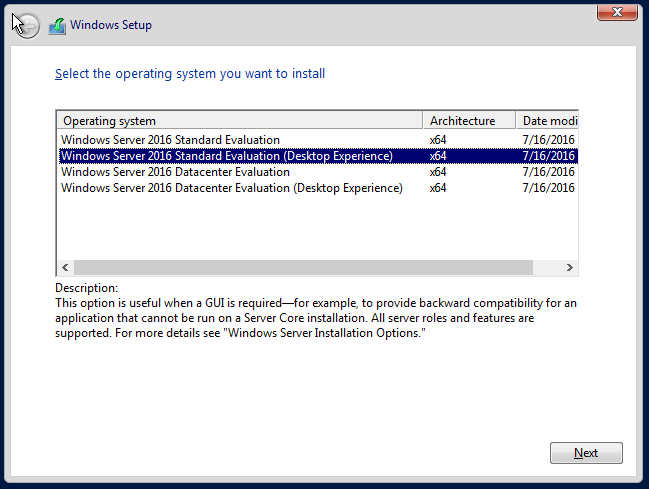 Windows Setup
Select the operating system you want to install
Operating system Architecture Date modi
Windows Server 2016 Standard Evaluation x64 7/16/2016
Windows Server 2016 Standard Evaluation (Desktop Experience) x64 7/16/2016
Windows Server 2016 Datacenter Evaluation x64 7/16/2016
Windows Server 2016 Datacenter Evaluation (Desktop Experience) x64 7/16/2016
Description:
This option is useful when a GUI is required—for example, to provide backward compatibility for an
application that cannot be run on a Server Core installation. All server roles and features are
supported. For more details see "Windows Server Installation Options."
Next